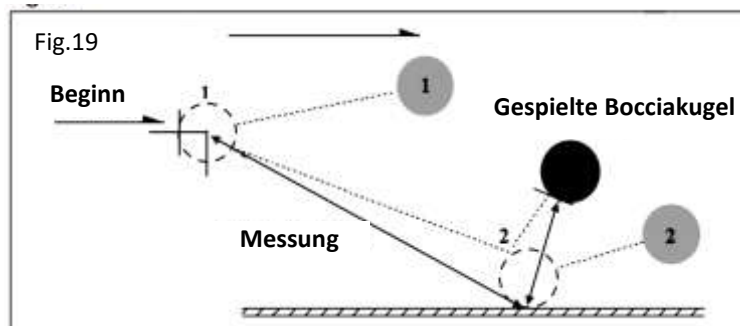 Fig.19
1
1
Beginn
Gespielte Bocciakugel
Messung
2
2